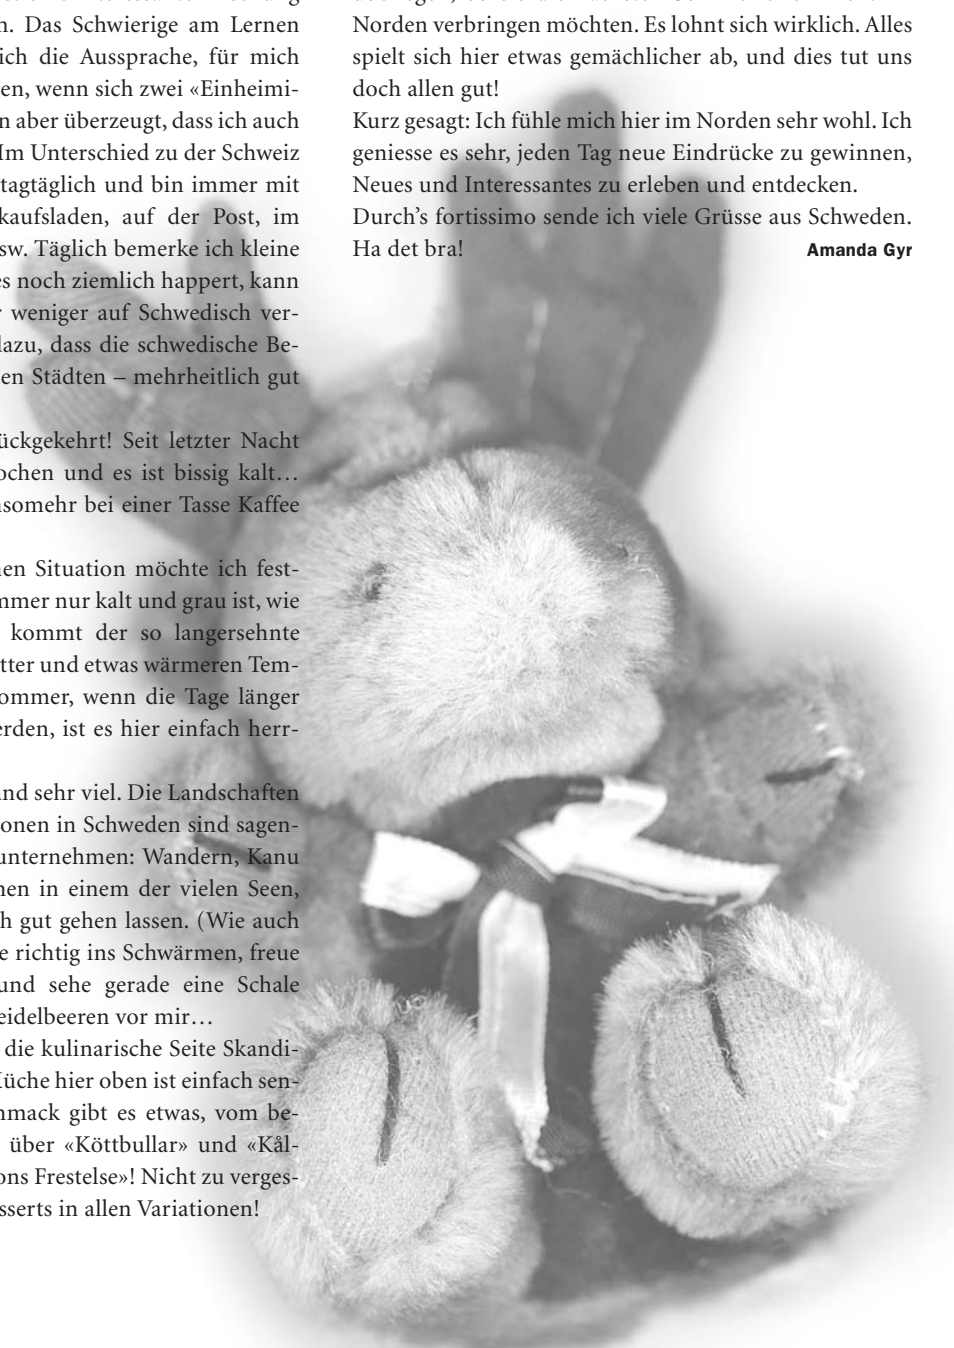 n. Das Schwierige am Lernen
ich die Aussprache, für mich
en, wenn sich zwei «Einheimi-
n aber überzeugt, dass ich auch
Im Unterschied zu der Schweiz
tagtäglich und bin immer mit
kaufsladen, auf der Post, im
sw. Täglich bemerke ich kleine
es noch ziemlich happert, kann
r weniger auf Schwedisch ver-
dazu, dass die schwedische Be-
en Städten – mehrheitlich gut
ückgekehrt! Seit letzter Nacht
ochen und es ist bissig kalt…
somehr bei einer Tasse Kaffee
en Situation möchte ich fest-
mmer nur kalt und grau ist, wie
kommt der so langersehnte
tter und etwas wärmeren Tem-
ommer, wenn die Tage länger
erden, ist es hier einfach herr-
and sehr viel. Die Landschaften
onen in Schweden sind sagen-
unternehmen: Wandern, Kanu
nen in einem der vielen Seen,
h gut gehen lassen. (Wie auch
e richtig ins Schwärmen, freue
und sehe gerade eine Schale
eidelbeeren vor mir…
die kulinarische Seite Skandi-
Küche hier oben ist einfach sen-
hmack gibt es etwas, vom be-
über «Köttbullar» und «Kål-
ons Frestelse»! Nicht zu verges-
sserts in allen Variationen!
Norden verbringen möchten. Es lohnt sich wirklich. Alles
spielt sich hier etwas gemächlicher ab, und dies tut uns
doch allen gut!
Kurz gesagt: Ich fühle mich hier im Norden sehr wohl. Ich
geniesse es sehr, jeden Tag neue Eindrücke zu gewinnen,
Neues und Interessantes zu erleben und entdecken.
Durch's fortissimo sende ich viele Grüsse aus Schweden.
Ha det bra! Amanda Gyr